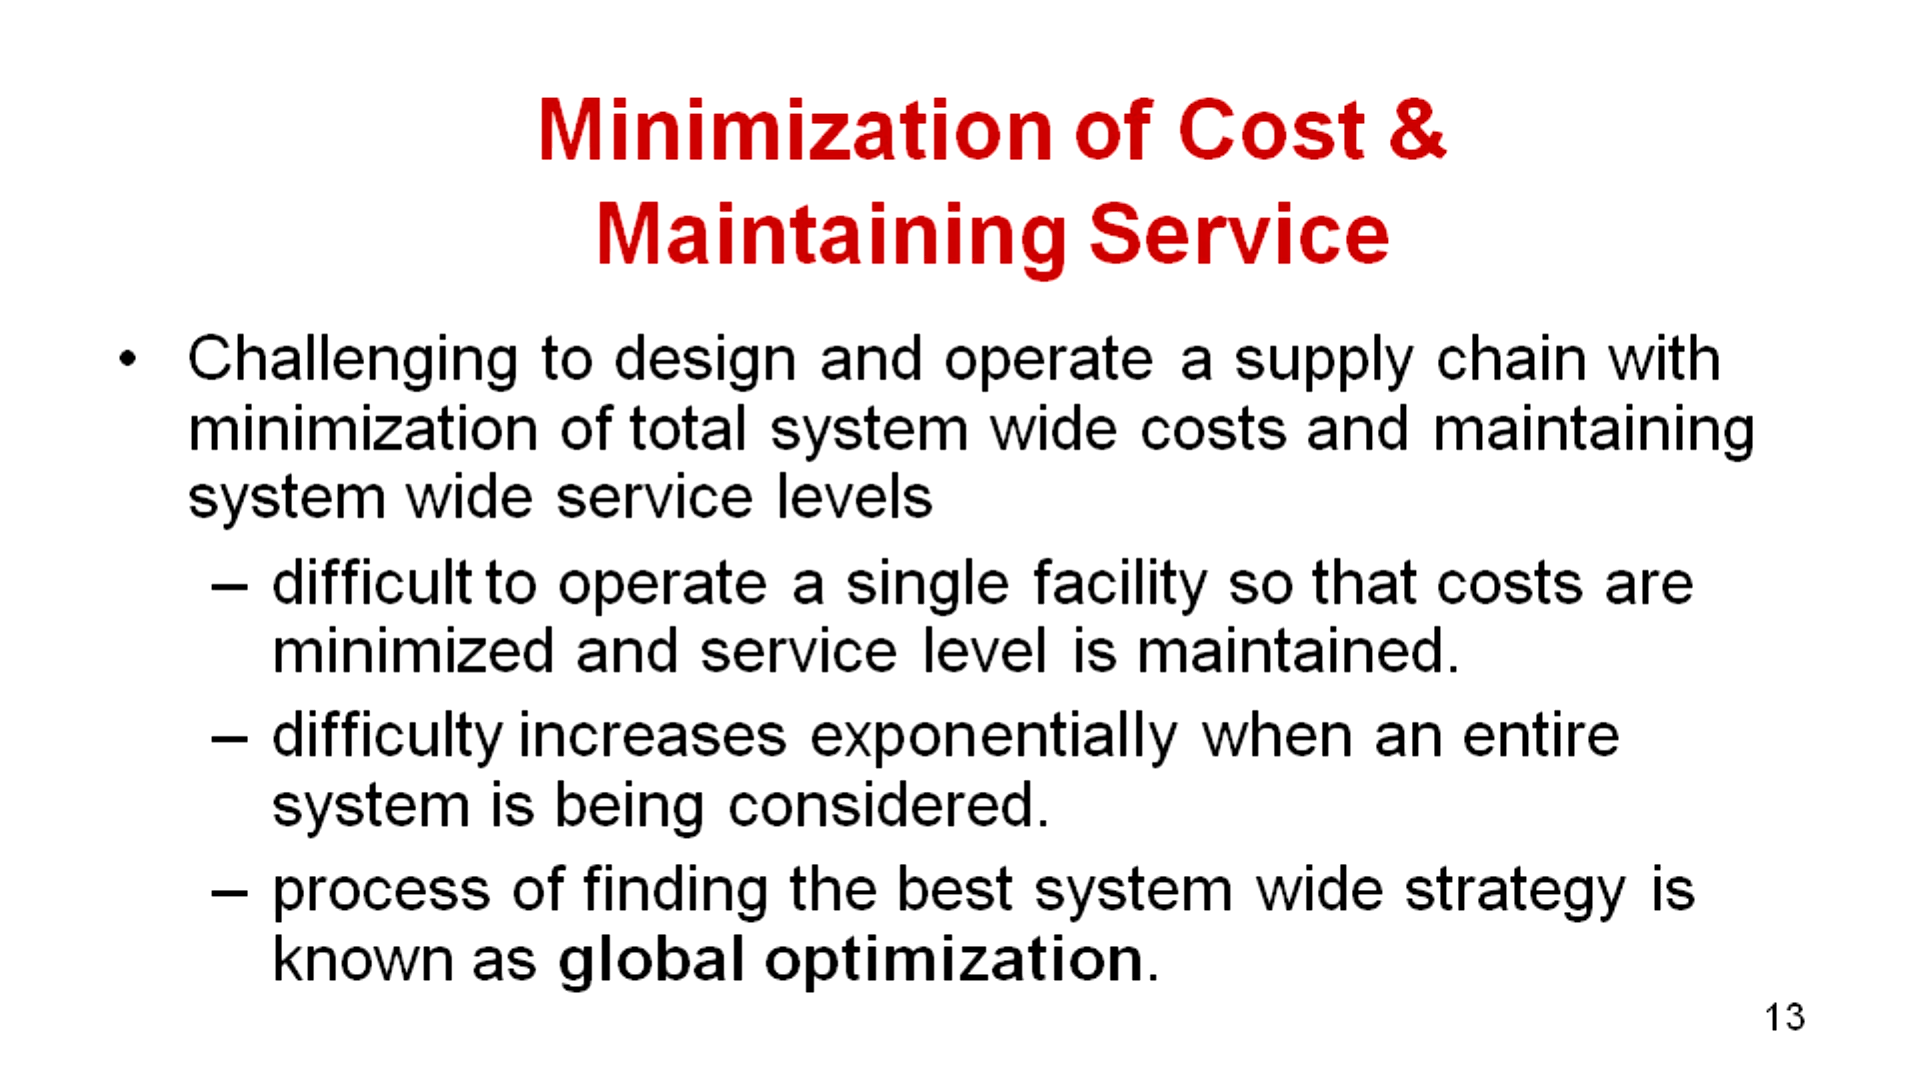 Minimization of Cost &
Maintaining Service
• Challenging to design and operate a supply chain with
minimization of total system wide costs and maintaining
system wide service levels
– difficult to operate a single facility so that costs are
minimized and service level is maintained.
– difficulty increases exponentially when an entire
system is being considered.
– process of finding the best system wide strategy is
known as global optimization.
13